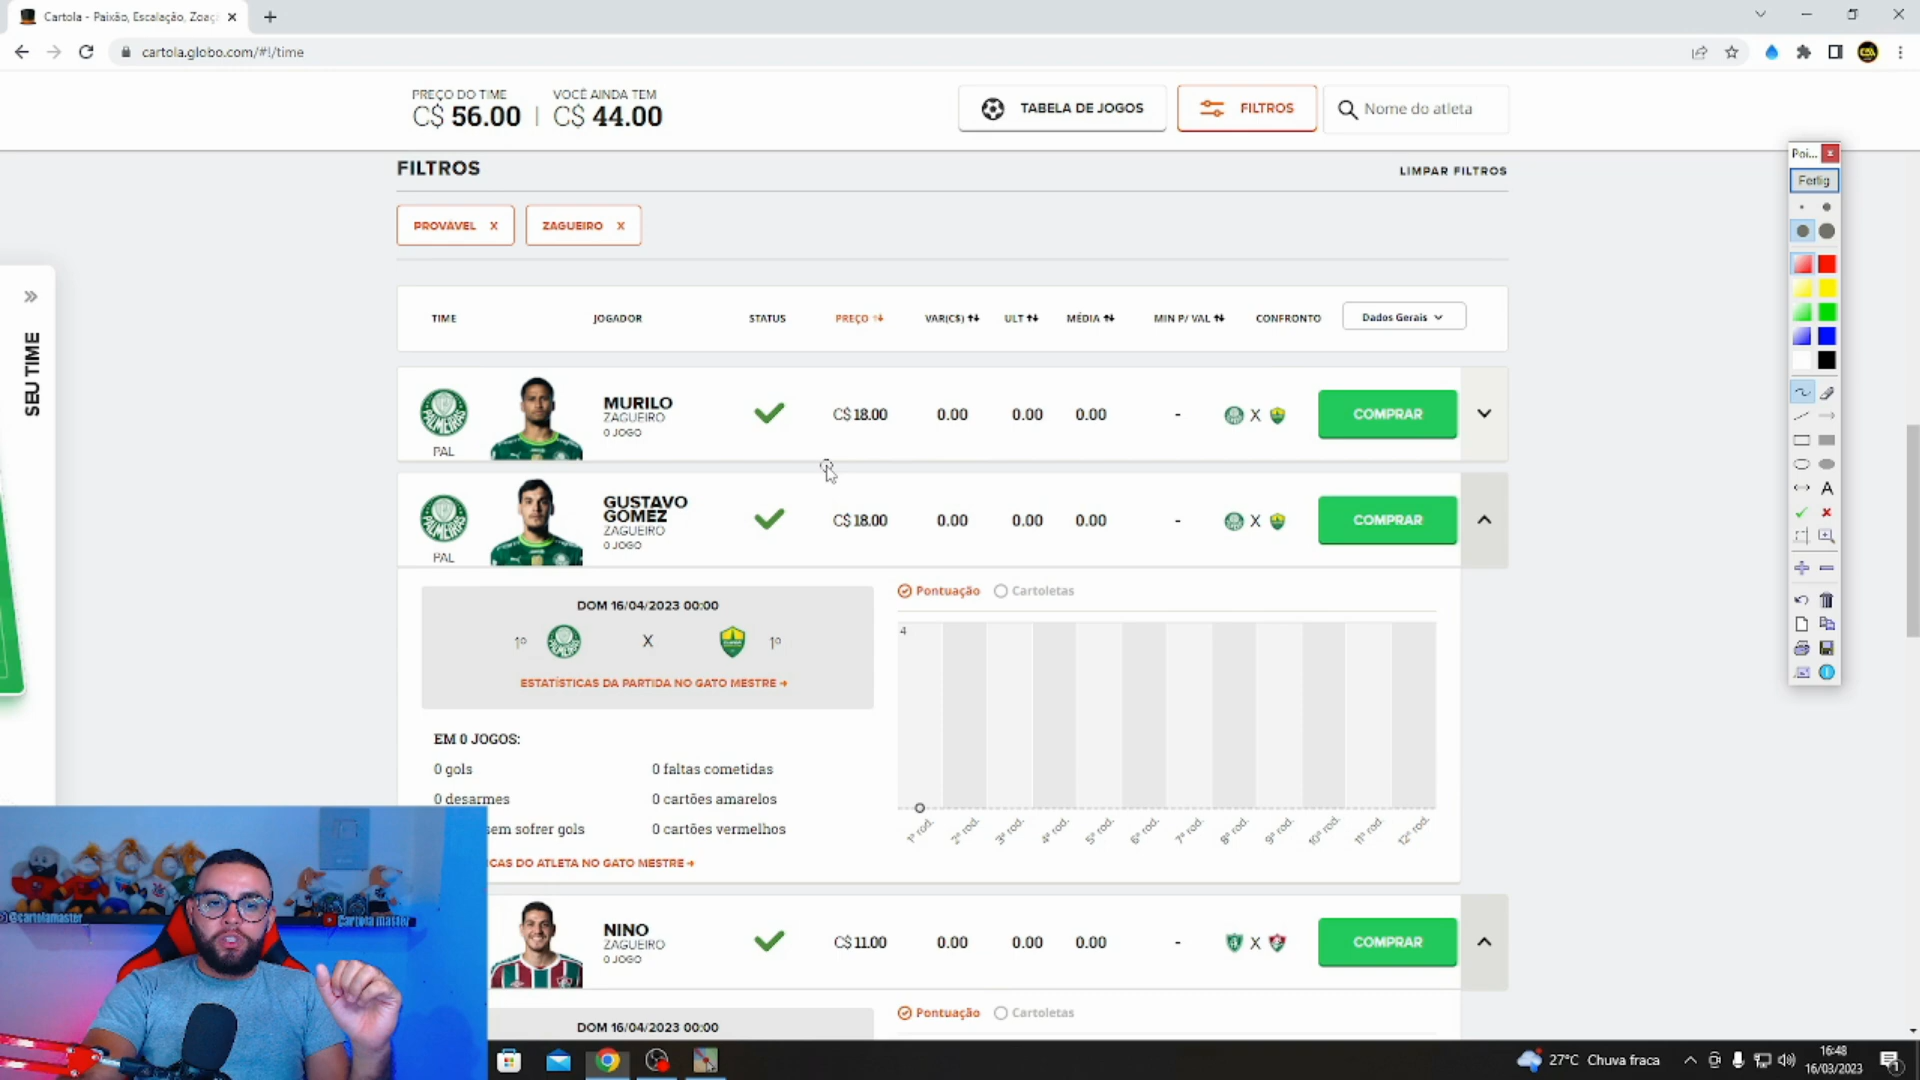 Cartola - Paixão, Escalação, Zoaç
cartola.globo.com/#!/time
PREÇO DO TIME
C$ 56.00
VOCÊ AINDA TEM
C$ 44.00
TABELA DE JOGOS
FILTROS
Nome do atleta
FILTROS
LIMPAR FILTROS
PROVÁVEL X
ZAGUEIRO X
SEU TIME
TIME JOGADOR STATUS PREÇO VAR(C$) ULT MÉDIA MIN P/ VAL CONFRONTO Dados Gerais
PAL
MURILO
ZAGUEIRO
0 JOGO
C$ 18.00 0.00 0.00 0.00 - X COMPRAR
PAL
GUSTAVO
GÓMEZ
ZAGUEIRO
0 JOGO
C$ 18.00 0.00 0.00 0.00 - X COMPRAR
DOM 16/04/2023 00:00
1º X 1º
ESTATÍSTICAS DA PARTIDA NO GATO MESTRE
EM 0 JOGOS:
0 gols
0 faltas cometidas
0 desarmes
0 cartões amarelos
sem sofrer gols
0 cartões vermelhos
CAS DO ATLETA NO GATO MESTRE
Pontuação Cartoletas
4
1ª rod. 2ª rod. 3ª rod. 4ª rod. 5ª rod. 6ª rod. 7ª rod. 8ª rod. 9ª rod. 10ª rod. 11ª rod. 12ª rod.
NINO
ZAGUEIRO
0 JOGO
C$ 11.00 0.00 0.00 0.00 - X COMPRAR
DOM 16/04/2023 00:00
Pontuação Cartoletas
Poi...
Fertig
A
@cartolamaster
Cartola master
27°C Chuva fraca
16:48
16/03/2023
1